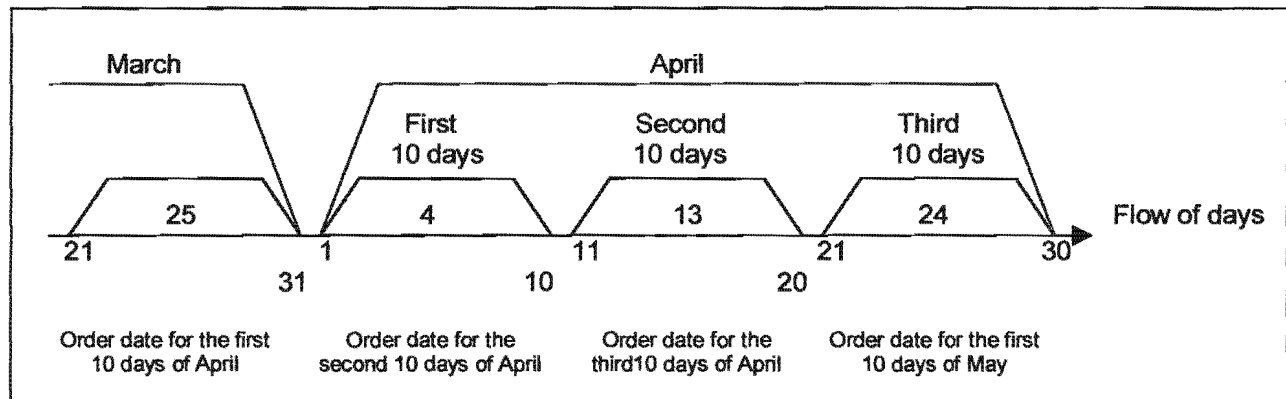 March
April
First
10 days
Second
10 days
Third
10 days
25
4
13
24
Flow of days
21
31
1
10
11
20
21
30
Order date for the first
10 days of April
Order date for the
second 10 days of April
Order date for the
third10 days of April
Order date for the first
10 days of May